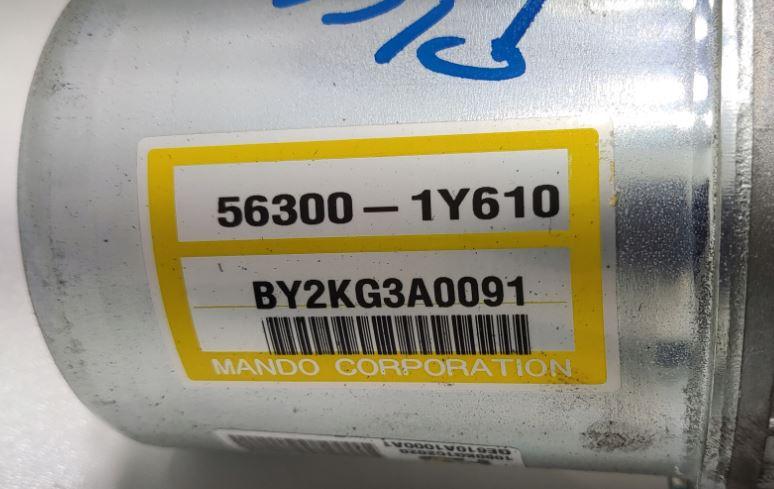 56300-1Y610
BY2KG3A0091
MANDO CORPORATION